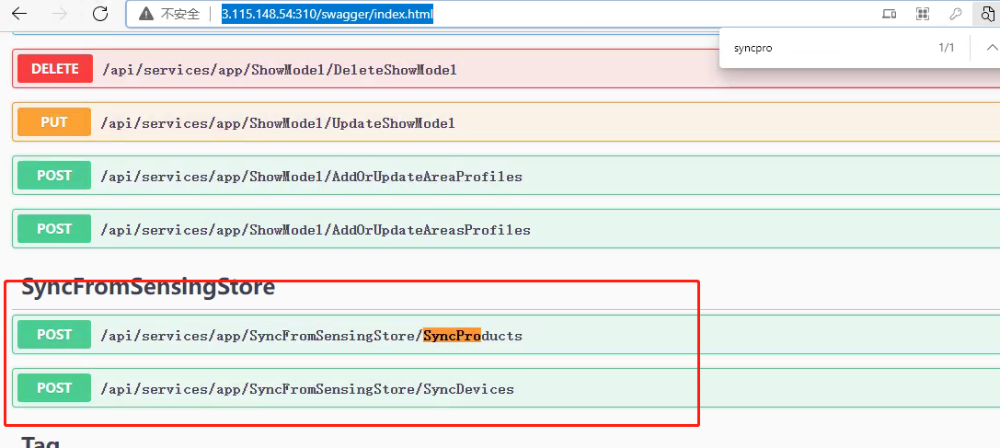 不安全 3.115.148.54:310/swagger/index.html
syncpro 1/1
DELETE /api/services/app/ShowModel/DeleteShowModel
PUT /api/services/app/ShowModel/UpdateShowModel
POST /api/services/app/ShowModel/AddOrUpdateAreaProfiles
POST /api/services/app/ShowModel/AddOrUpdateAreasProfiles
SyncFromSensingStore
POST /api/services/app/SyncFromSensingStore/SyncProducts
POST /api/services/app/SyncFromSensingStore/SyncDevices
Tag